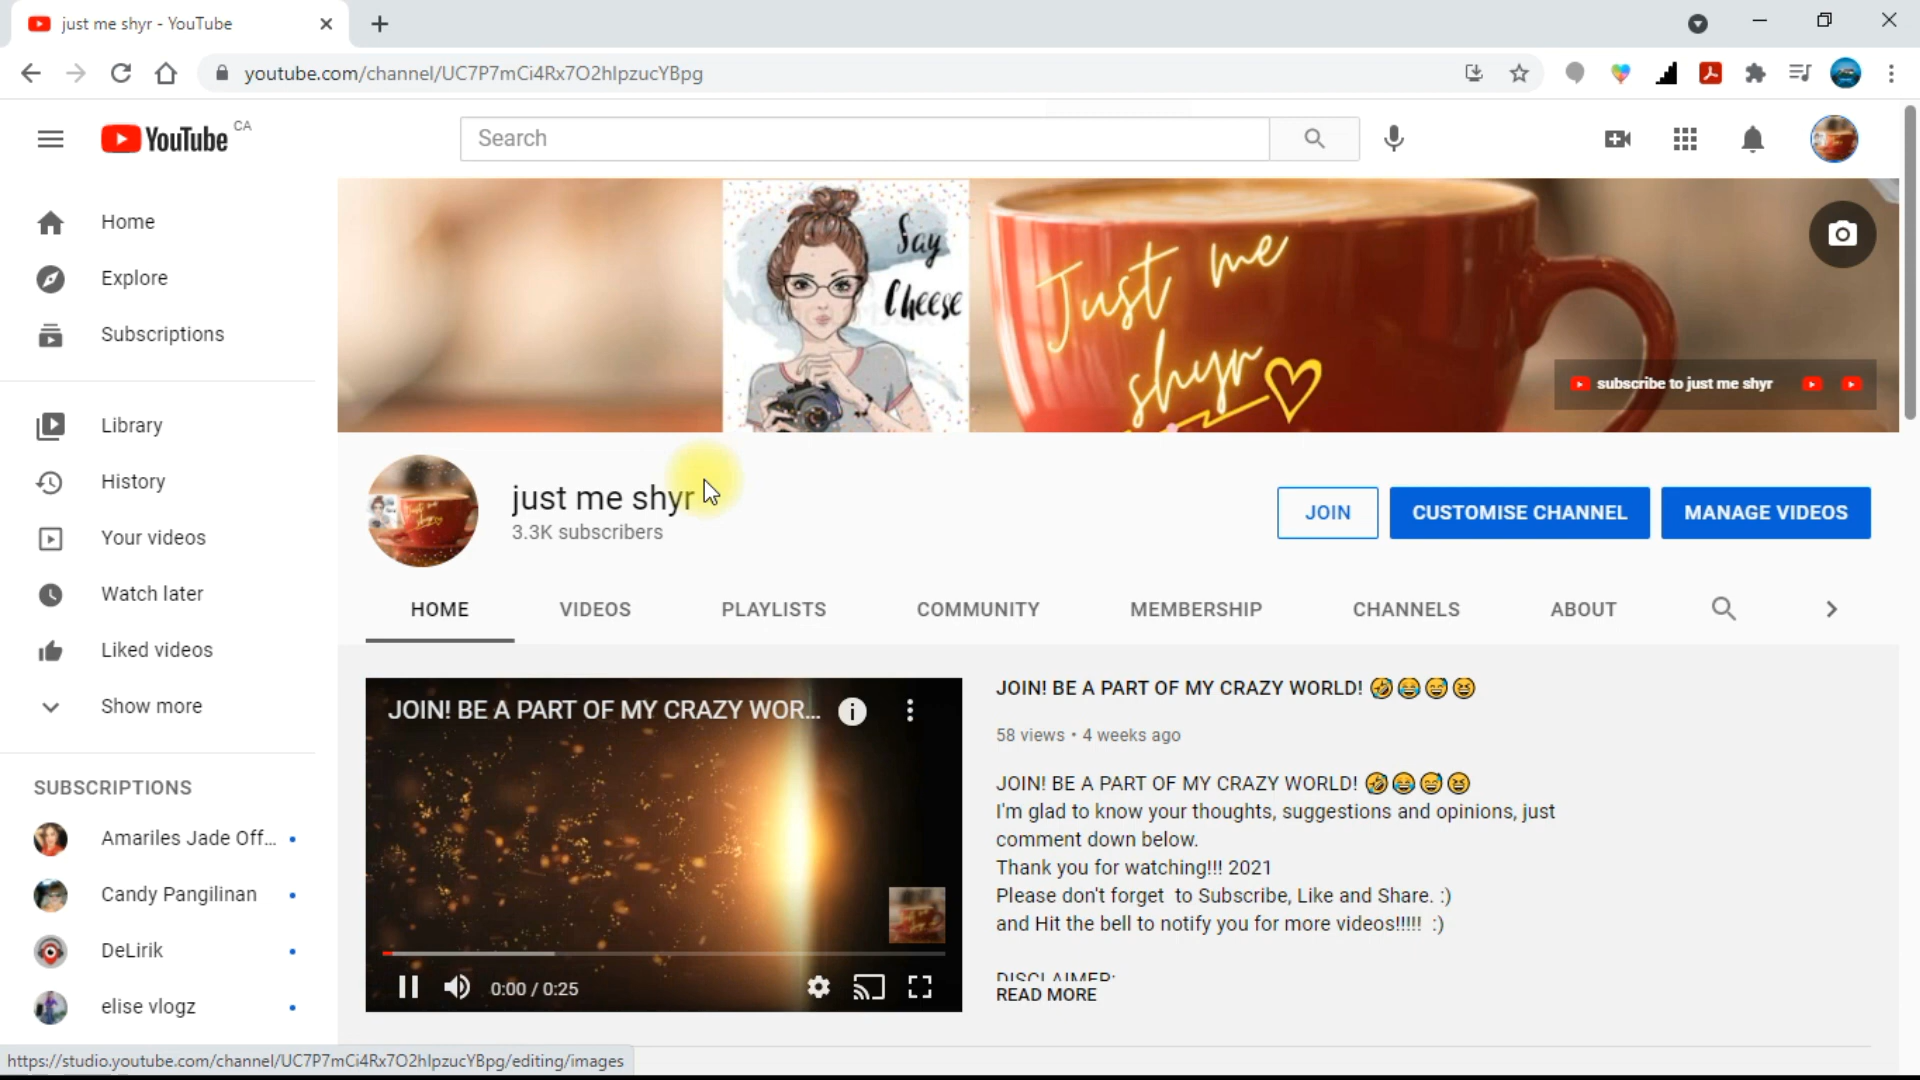 just me shyr - YouTube
youtube.com/channel/UC7P7mCi4Rx7O2hlpzucYBpg
YouTube CA
Search
Home
Explore
Subscriptions
Library
History
Your videos
Watch later
Liked videos
Show more
SUBSCRIPTIONS
Amariles Jade Off...
Candy Pangilinan
DeLirik
elise vlogz
Say
Cheese
Just me
shyr
subscribe to just me shyr
just me shyr
3.3K subscribers
JOIN
CUSTOMISE CHANNEL
MANAGE VIDEOS
HOME
VIDEOS
PLAYLISTS
COMMUNITY
MEMBERSHIP
CHANNELS
ABOUT
JOIN! BE A PART OF MY CRAZY WOR...
0:00 / 0:25
JOIN! BE A PART OF MY CRAZY WORLD! 🤣😂😅😆
58 views • 4 weeks ago
JOIN! BE A PART OF MY CRAZY WORLD! 🤣😂😅😆
I'm glad to know your thoughts, suggestions and opinions, just
comment down below.
Thank you for watching!!! 2021
Please don't forget  to Subscribe, Like and Share. :)
and Hit the bell to notify you for more videos!!!!! :)
DISCLAIMER:
READ MORE
https://studio.youtube.com/channel/UC7P7mCi4Rx7O2hlpzucYBpg/editing/images